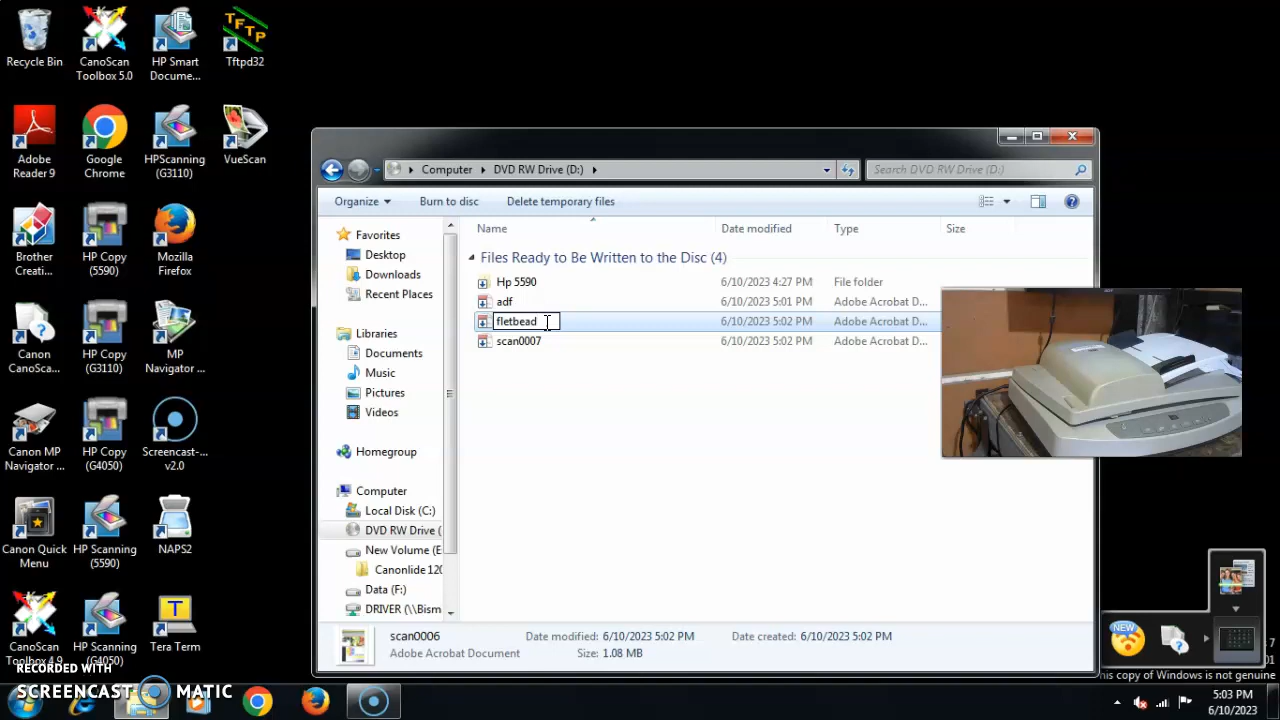 Recycle Bin
CanoScan
Toolbox 5.0
HP Smart
Docume...
TFTP
Tftpd32
Adobe
Reader 9
Google
Chrome
HPScanning
(G3110)
VueScan
Brother
Creati...
HP Copy
(5590)
Mozilla
Firefox
Canon
CanoSca...
HP Copy
(G3110)
MP
Navigator ...
Canon MP
Navigator ...
HP Copy
(G4050)
Screencast-...
v2.0
Canon Quick
Menu
HP Scanning
(5590)
NAPS2
CanoScan
Toolbox 4.9
HP Scanning
(G4050)
T
Tera Term
Computer
DVD RW Drive (D:)
Search DVD RW Drive (D:)
Organize
Burn to disc
Delete temporary files
Favorites
Desktop
Downloads
Recent Places
Libraries
Documents
Music
Pictures
Videos
Homegroup
Computer
Local Disk (C:)
DVD RW Drive (
New Volume (E
Canonlide 120
Data (F:)
DRIVER (\\Bism
Name Date modified Type Size
Files Ready to Be Written to the Disc (4)
Hp 5590 6/10/2023 4:27 PM File folder
adf 6/10/2023 5:01 PM Adobe Acrobat D...
fletbead 6/10/2023 5:02 PM Adobe Acrobat D...
scan0007 6/10/2023 5:02 PM Adobe Acrobat D...
scan0006 Date modified: 6/10/2023 5:02 PM Date created: 6/10/2023 5:02 PM
Adobe Acrobat Document Size: 1.08 MB
NEW
7
01
his copy of Windows is not genuine
RECORDED WITH
SCREENCAST MATIC
5:03 PM
6/10/2023